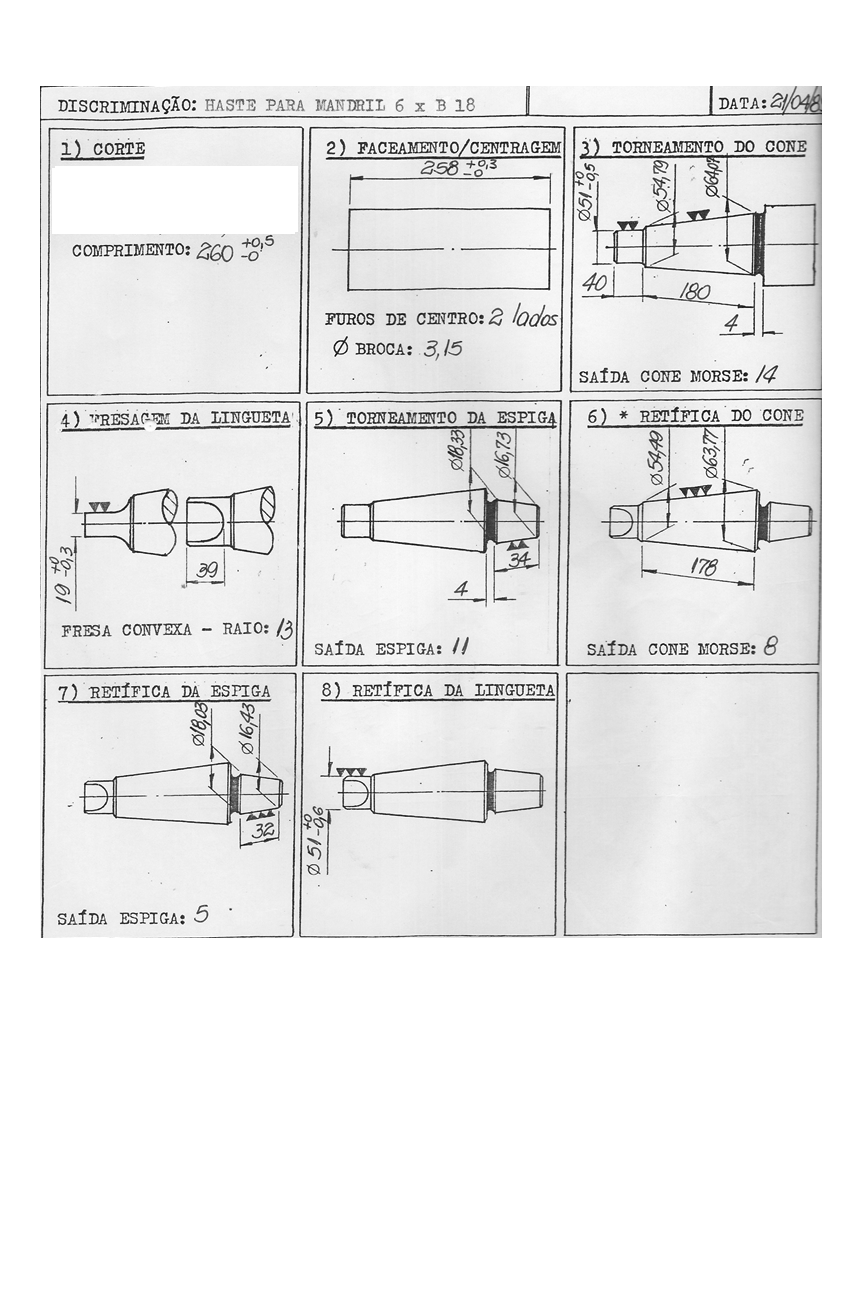 DISCRIMINAÇÃO: HASTE PARA MANDRIL 6 x B 18
DATA: 21/04/8
1) CORTE
COMPRIMENTO: 260 +0,5 -0
2) FACEAMENTO/CENTRAGEM
258 +0,3 -0
FUROS DE CENTRO: 2 lados
Ø BROCA: 3,15
3) TORNEAMENTO DO CONE
Ø51 +0 -0,5
Ø54,79
Ø64,07
40
180
4
SAÍDA CONE MORSE: 14
4) FRESAGEM DA LINGUETA
19 +0 -0,3
39
FRESA CONVEXA - RAIO: 13
5) TORNEAMENTO DA ESPIGA
Ø18,33
Ø16,73
34
4
SAÍDA ESPIGA: 11
6) * RETÍFICA DO CONE
Ø54,49
Ø63,77
178
SAÍDA CONE MORSE: 8
7) RETÍFICA DA ESPIGA
Ø18,03
Ø16,43
32
SAÍDA ESPIGA: 5
8) RETÍFICA DA LINGUETA
Ø 51 +0 -0,6